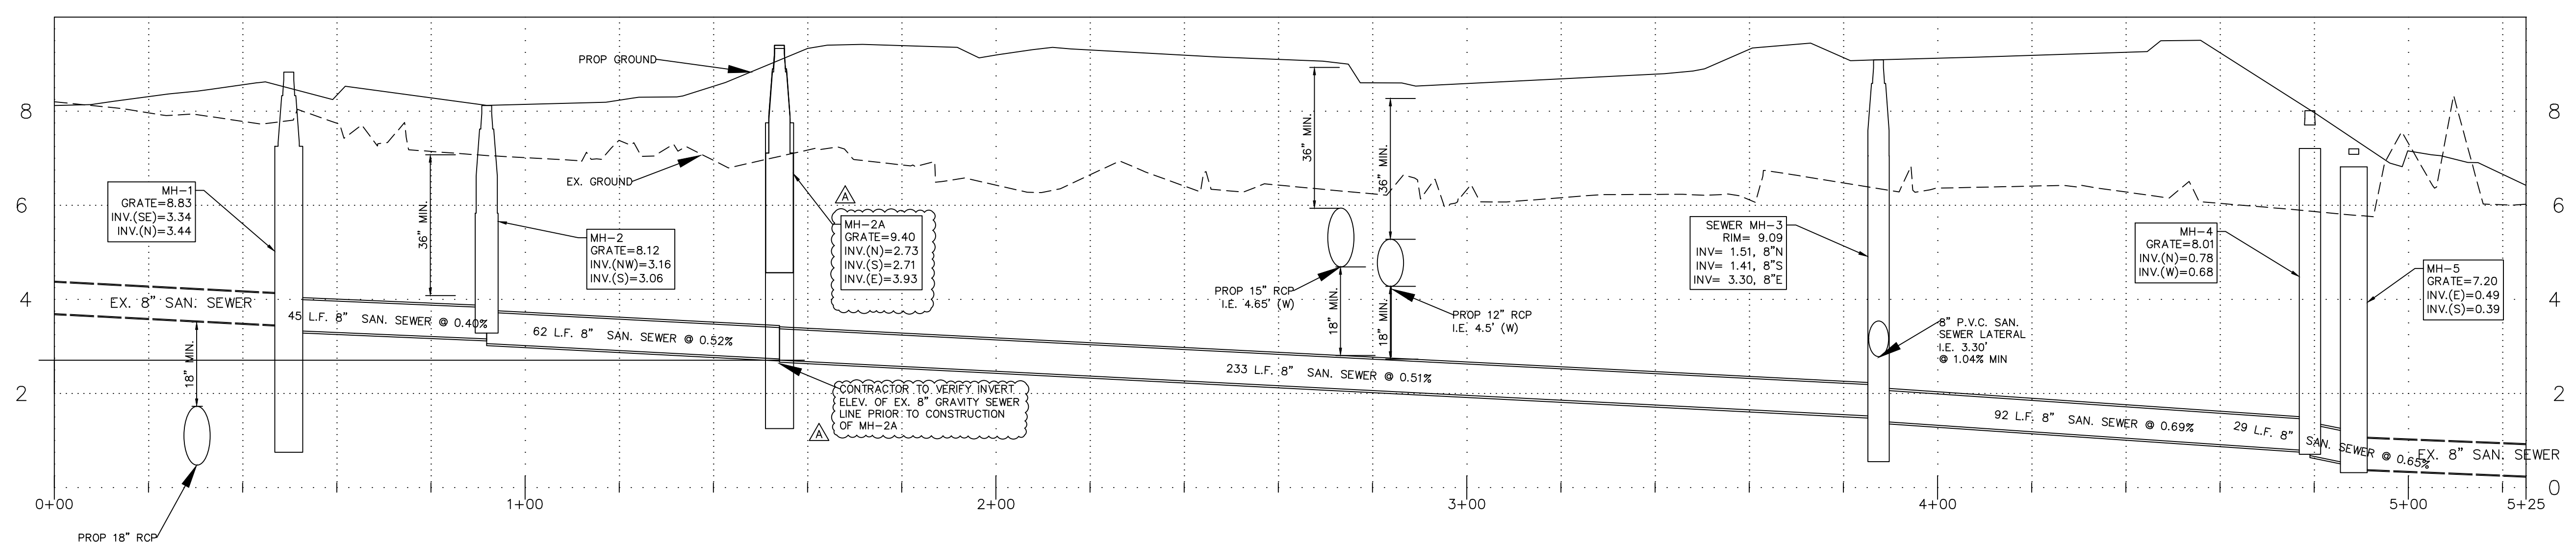 PROP GROUND
8
8
36" MIN.
36" MIN.
36" MIN.
EX. GROUND
MH-1
GRATE=8.83
INV.(SE)=3.34
INV.(N)=3.44
6
6
A
MH-2A
GRATE=9.40
INV.(N)=2.73
INV.(S)=2.71
INV.(E)=3.93
MH-2
GRATE=8.12
INV.(NW)=3.16
INV.(S)=3.06
SEWER MH-3
RIM= 9.09
INV= 1.51, 8"N
INV= 1.41, 8"S
INV= 3.30, 8"E
MH-4
GRATE=8.01
INV.(N)=0.78
INV.(W)=0.68
MH-5
GRATE=7.20
INV.(E)=0.49
INV.(S)=0.39
4
4
EX. 8" SAN. SEWER
45 L.F. 8" SAN. SEWER @ 0.40%
62 L.F. 8" SAN. SEWER @ 0.52%
PROP 15" RCP
I.E. 4.65' (W)
18" MIN.
18" MIN.
PROP 12" RCP
I.E. 4.5' (W)
8" P.V.C. SAN.
SEWER LATERAL
I.E. 3.30'
@ 1.04% MIN
18" MIN.
233 L.F. 8" SAN. SEWER @ 0.51%
2
2
CONTRACTOR TO VERIFY INVERT
ELEV. OF EX. 8" GRAVITY SEWER
LINE PRIOR TO CONSTRUCTION
OF MH-2A
A
92 L.F. 8" SAN. SEWER @ 0.69%
29 L.F. 8" SAN. SEWER @ 0.65%
EX. 8" SAN. SEWER
0
0+00
1+00
2+00
3+00
4+00
5+00
5+25
PROP 18" RCP